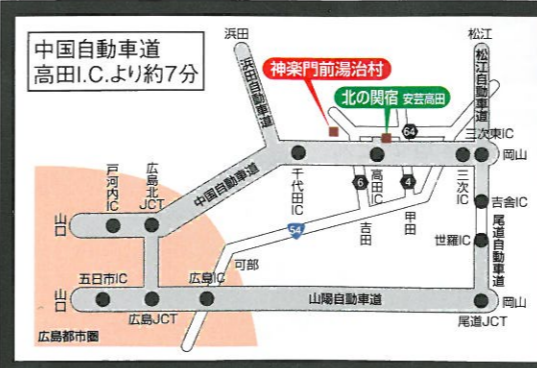 中国自動車道
高田I.C.より約7分
浜田
松江
浜田自動車道
松江自動車道
神楽門前湯治村
北の関宿 安芸高田
64
三次東IC
岡山
戸河内IC
広島北JCT
中国自動車道
千代田IC
高田IC
三次IC
6
4
吉田
甲田
吉舎IC
世羅IC
尾道自動車道
54
可部
山口
五日市IC
広島IC
山口
広島JCT
山陽自動車道
岡山
尾道JCT
広島都市圏